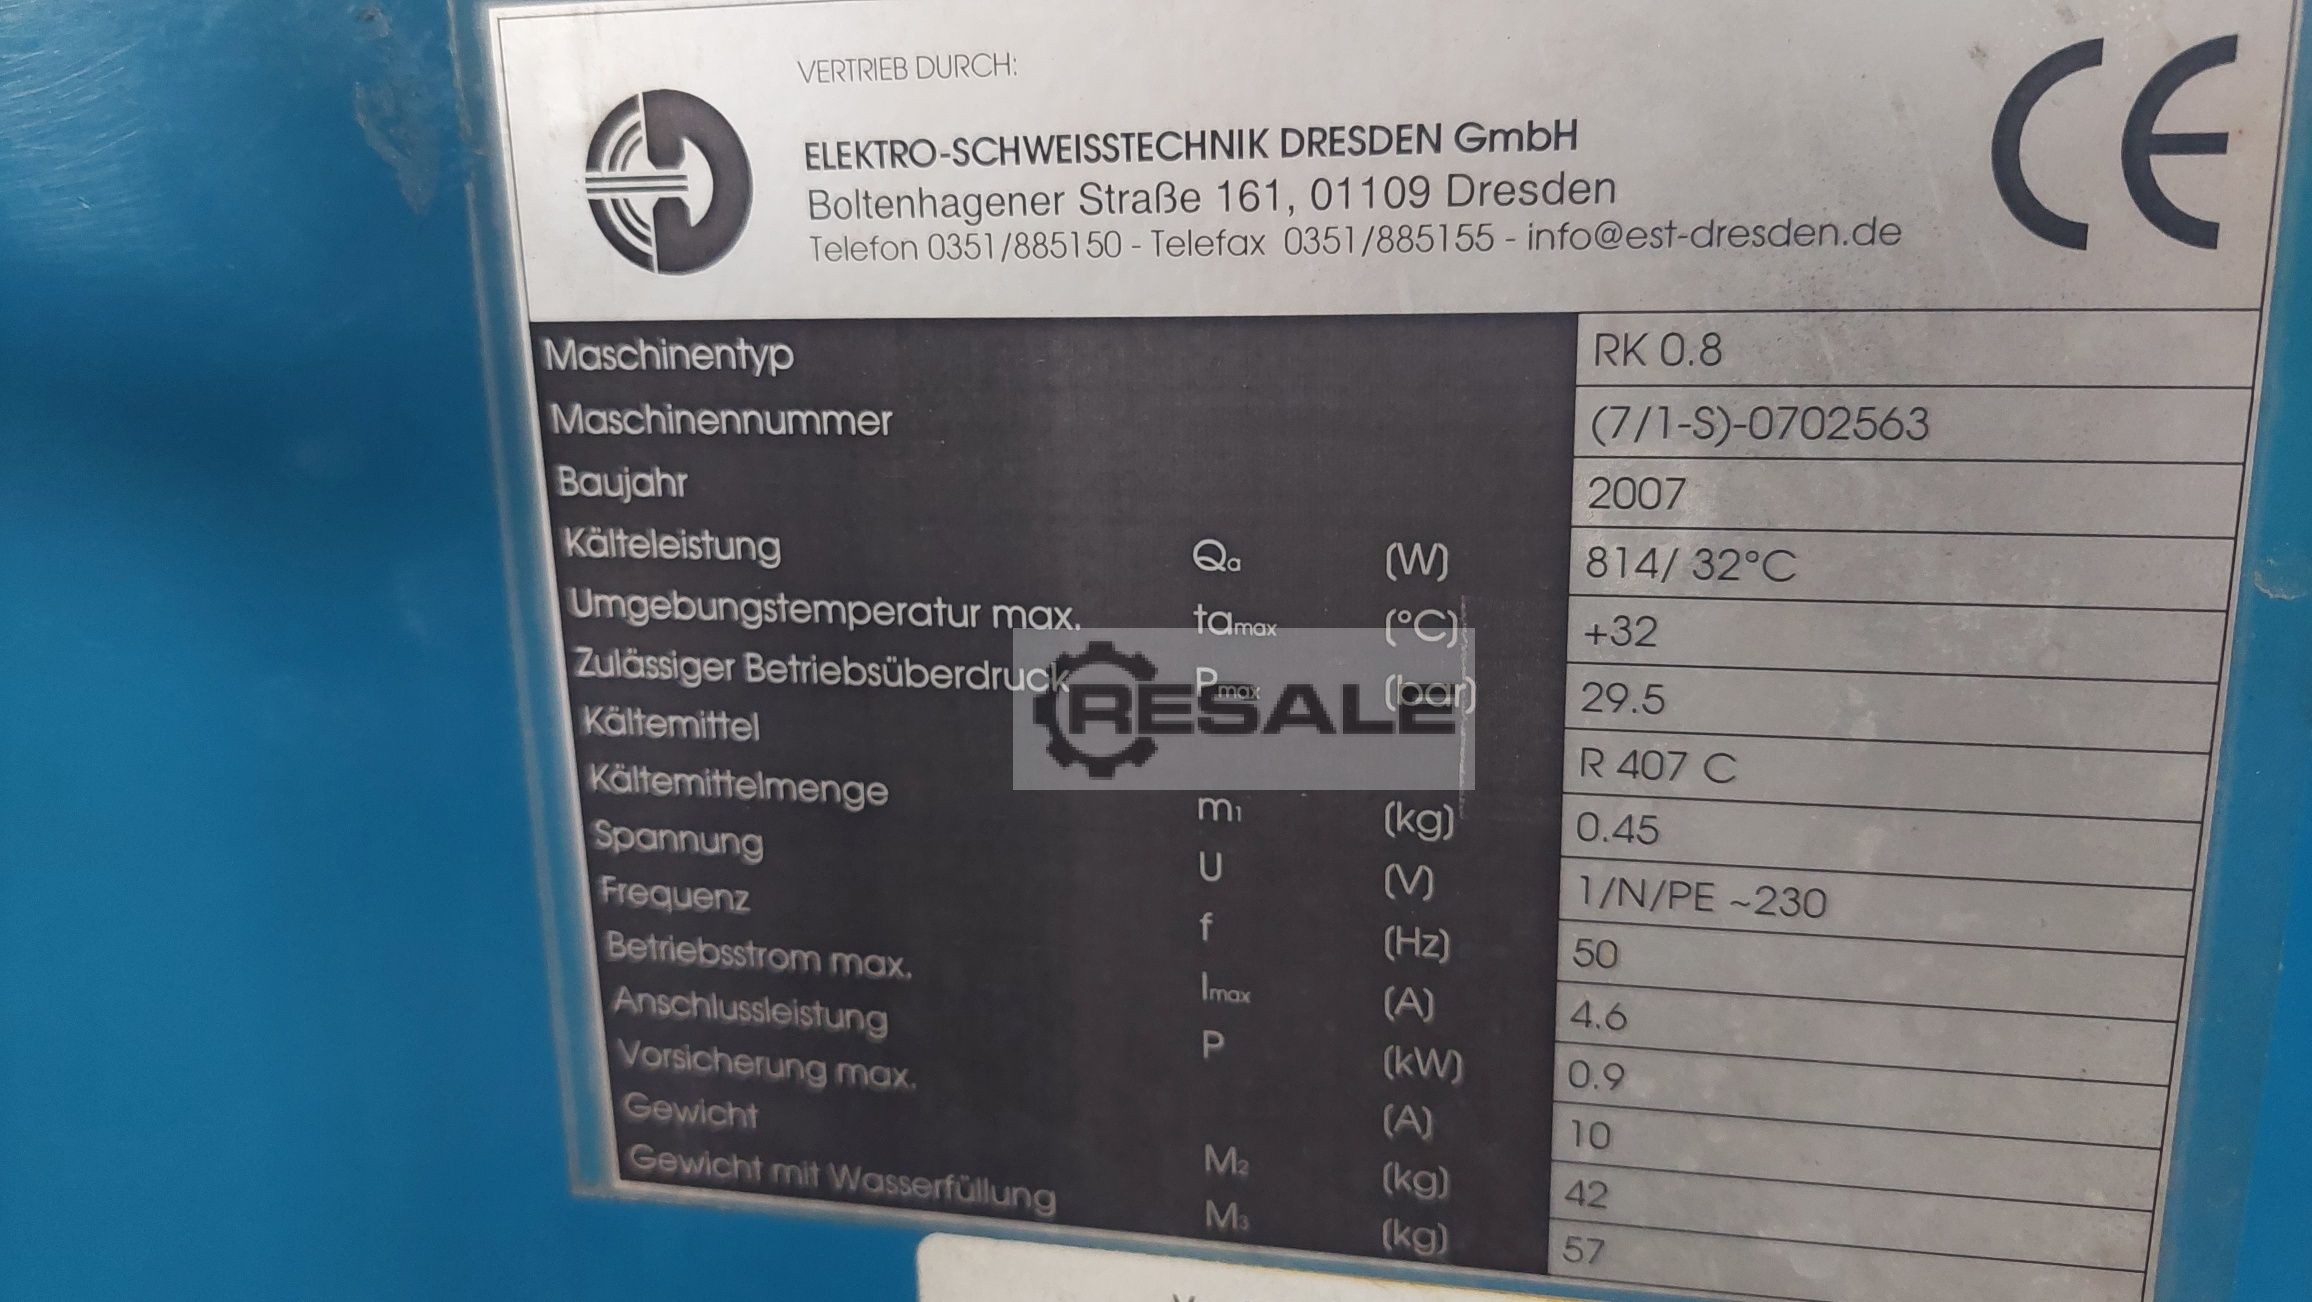 VERTRIEB DURCH:
ELEKTRO-SCHWEISSTECHNIK DRESDEN GmbH
Boltenhagener Straße 161, 01109 Dresden
Telefon 0351/885150 - Telefax 0351/885155 - info@est-dresden.de
CE
Maschinentyp RK 0.8
Maschinennummer (7/1-S)-0702563
Baujahr 2007
Kälteleistung Qa (W) 814/ 32°C
Umgebungstemperatur max. tamax (°C) +32
Zulässiger Betriebsüberdruck Pmax (bar) 29.5
Kältemittel R 407 C
Kältemittelmenge m1 (kg) 0.45
Spannung U (V) 1/N/PE ~230
Frequenz f (Hz) 50
Betriebsstrom max. Imax (A) 4.6
Anschlussleistung P (kW) 0.9
Vorsicherung max. (A) 10
Gewicht M2 (kg) 42
Gewicht mit Wasserfüllung M3 (kg) 57
RESALE